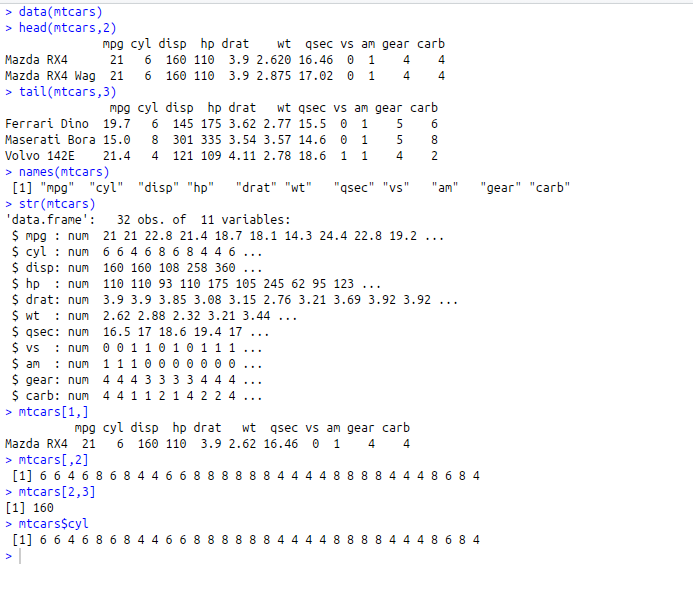 > data(mtcars)
> head(mtcars,2)
              mpg cyl disp  hp drat    wt  qsec vs am gear carb
Mazda RX4      21   6  160 110  3.9 2.620 16.46  0  1    4    4
Mazda RX4 Wag  21   6  160 110  3.9 2.875 17.02  0  1    4    4
> tail(mtcars,3)
               mpg cyl disp  hp drat   wt qsec vs am gear carb
Ferrari Dino  19.7   6  145 175 3.62 2.77 15.5  0  1    5    6
Maserati Bora 15.0   8  301 335 3.54 3.57 14.6  0  1    5    8
Volvo 142E    21.4   4  121 109 4.11 2.78 18.6  1  1    4    2
> names(mtcars)
 [1] "mpg"  "cyl"  "disp" "hp"   "drat" "wt"   "qsec" "vs"   "am"   "gear" "carb"
> str(mtcars)
'data.frame':   32 obs. of  11 variables:
 $ mpg : num  21 21 22.8 21.4 18.7 18.1 14.3 24.4 22.8 19.2 ...
 $ cyl : num  6 6 4 6 8 6 8 4 4 6 ...
 $ disp: num  160 160 108 258 360 ...
 $ hp  : num  110 110 93 110 175 105 245 62 95 123 ...
 $ drat: num  3.9 3.9 3.85 3.08 3.15 2.76 3.21 3.69 3.92 3.92 ...
 $ wt  : num  2.62 2.88 2.32 3.21 3.44 ...
 $ qsec: num  16.5 17 18.6 19.4 17 ...
 $ vs  : num  0 0 1 1 0 1 0 1 1 1 ...
 $ am  : num  1 1 1 0 0 0 0 0 0 0 ...
 $ gear: num  4 4 4 3 3 3 3 4 4 4 ...
 $ carb: num  4 4 1 1 2 1 4 2 2 4 ...
> mtcars[1,]
          mpg cyl disp  hp drat   wt  qsec vs am gear carb
Mazda RX4  21   6  160 110  3.9 2.62 16.46  0  1    4    4
> mtcars[,2]
 [1] 6 6 4 6 8 6 8 4 4 6 6 8 8 8 8 8 8 4 4 4 4 8 8 8 8 4 4 4 8 6 8 4
> mtcars[2,3]
[1] 160
> mtcars$cyl
 [1] 6 6 4 6 8 6 8 4 4 6 6 8 8 8 8 8 8 4 4 4 4 8 8 8 8 4 4 4 8 6 8 4
>